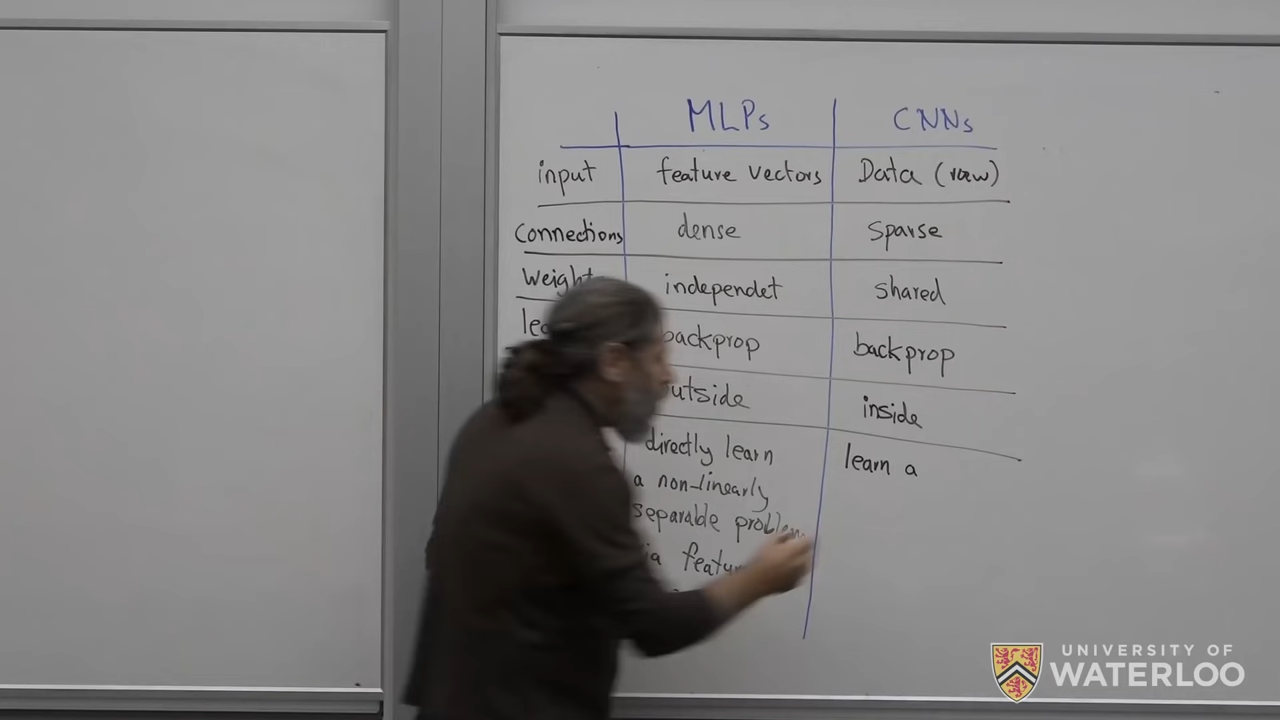 MLPs CNNs
input feature vectors Data (raw)
Connections dense sparse
independet shared
backprop backprop
inside
directly learn learn a
a non-linearly
separable problem
UNIVERSITY OF
WATERLOO